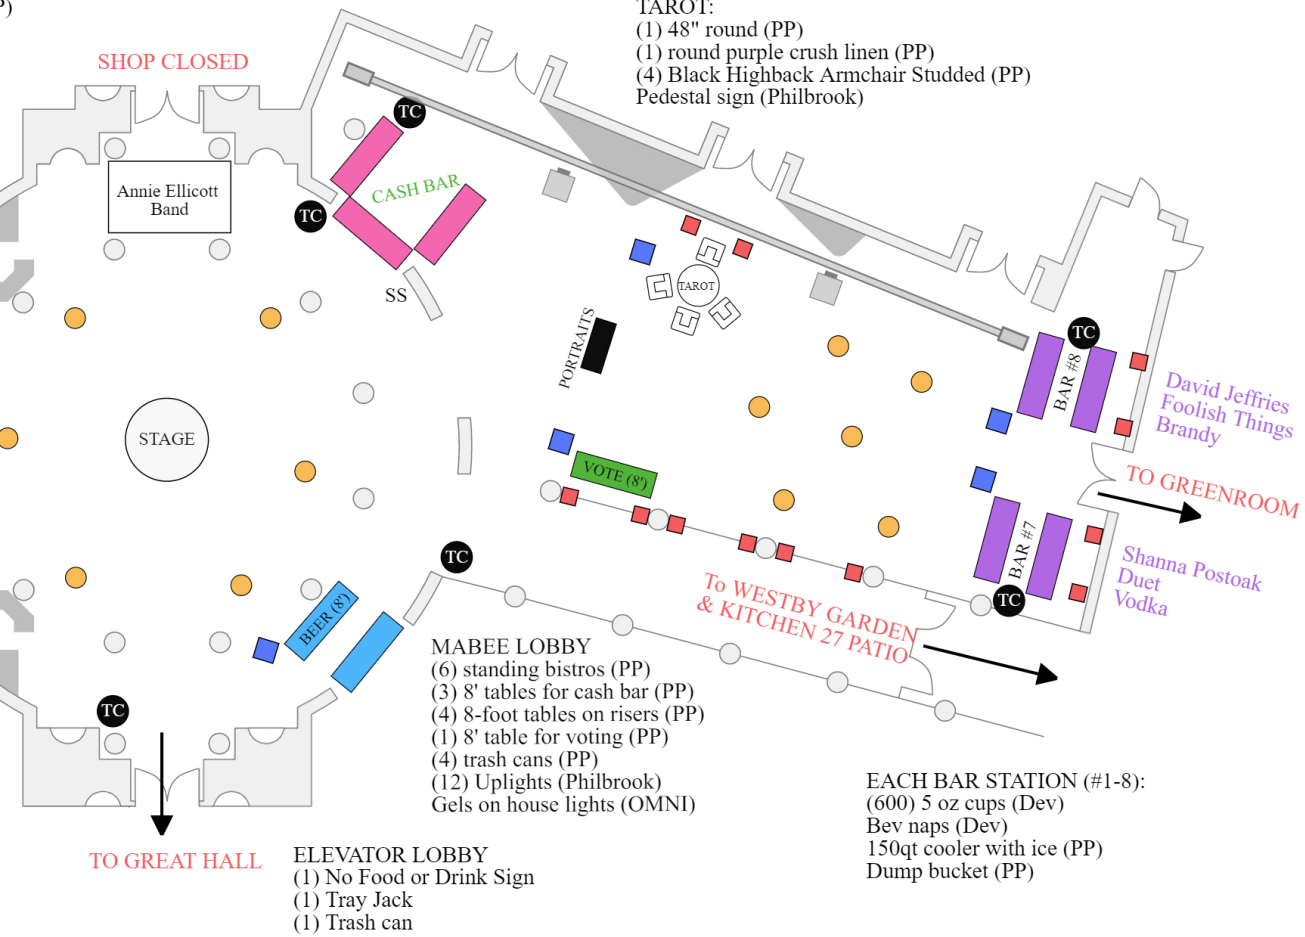 P)
TAROT:
(1) 48" round (PP)
(1) round purple crush linen (PP)
(4) Black Highback Armchair Studded (PP)
Pedestal sign (Philbrook)
SHOP CLOSED
TC
CASH BAR
Annie Ellicott
Band
TC
SS
TAROT
PORTRAITS
TC
BAR #8
David Jeffries
Foolish Things
Brandy
STAGE
VOTE (8')
TO GREENROOM
BAR #7
TC
Shanna Postoak
Duet
Vodka
TC
BEER (8')
To WESTBY GARDEN
& KITCHEN 27 PATIO
MABEE LOBBY
(6) standing bistros (PP)
(3) 8' tables for cash bar (PP)
(4) 8-foot tables on risers (PP)
(1) 8' table for voting (PP)
(4) trash cans (PP)
(12) Uplights (Philbrook)
Gels on house lights (OMNI)
TC
EACH BAR STATION (#1-8):
(600) 5 oz cups (Dev)
Bev naps (Dev)
150qt cooler with ice (PP)
Dump bucket (PP)
TO GREAT HALL
ELEVATOR LOBBY
(1) No Food or Drink Sign
(1) Tray Jack
(1) Trash can